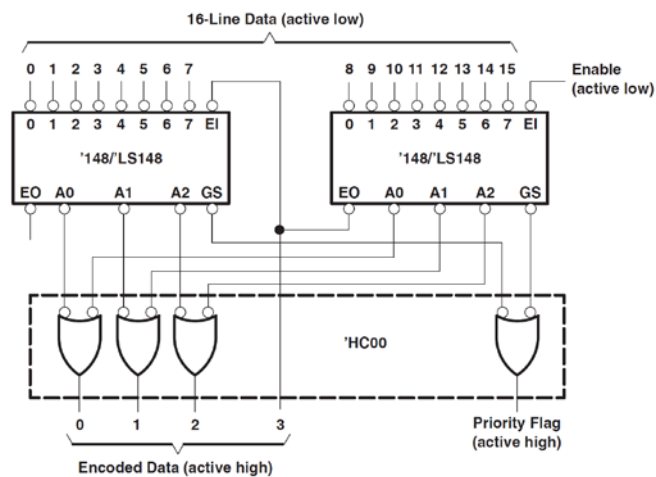 16-Line Data (active low)
0 1 2 3 4 5 6 7
8 9 10 11 12 13 14 15
Enable
(active low)
0 1 2 3 4 5 6 7 EI
0 1 2 3 4 5 6 7 EI
'148/'LS148
'148/'LS148
EO A0 A1 A2 GS
EO A0 A1 A2 GS
'HC00
0 1 2 3
Priority Flag
(active high)
Encoded Data (active high)